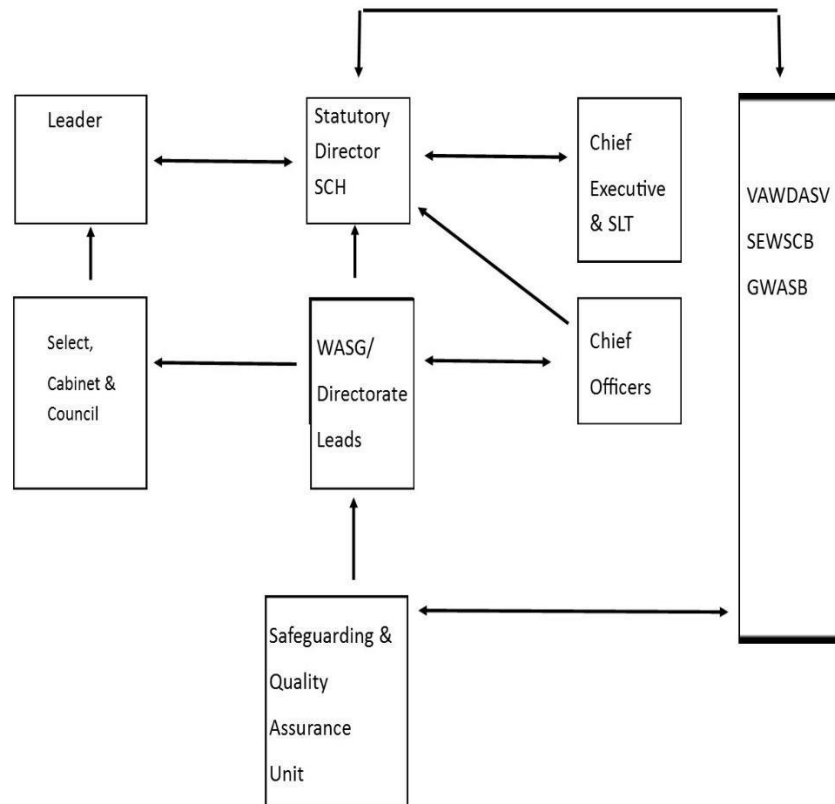 Leader
Statutory
Director
SCH
Chief
Executive
& SLT
VAWDASV
SEWSCB
GWASB
Select,
Cabinet &
Council
WASG/
Directorate
Leads
Chief
Officers
Safeguarding &
Quality
Assurance
Unit